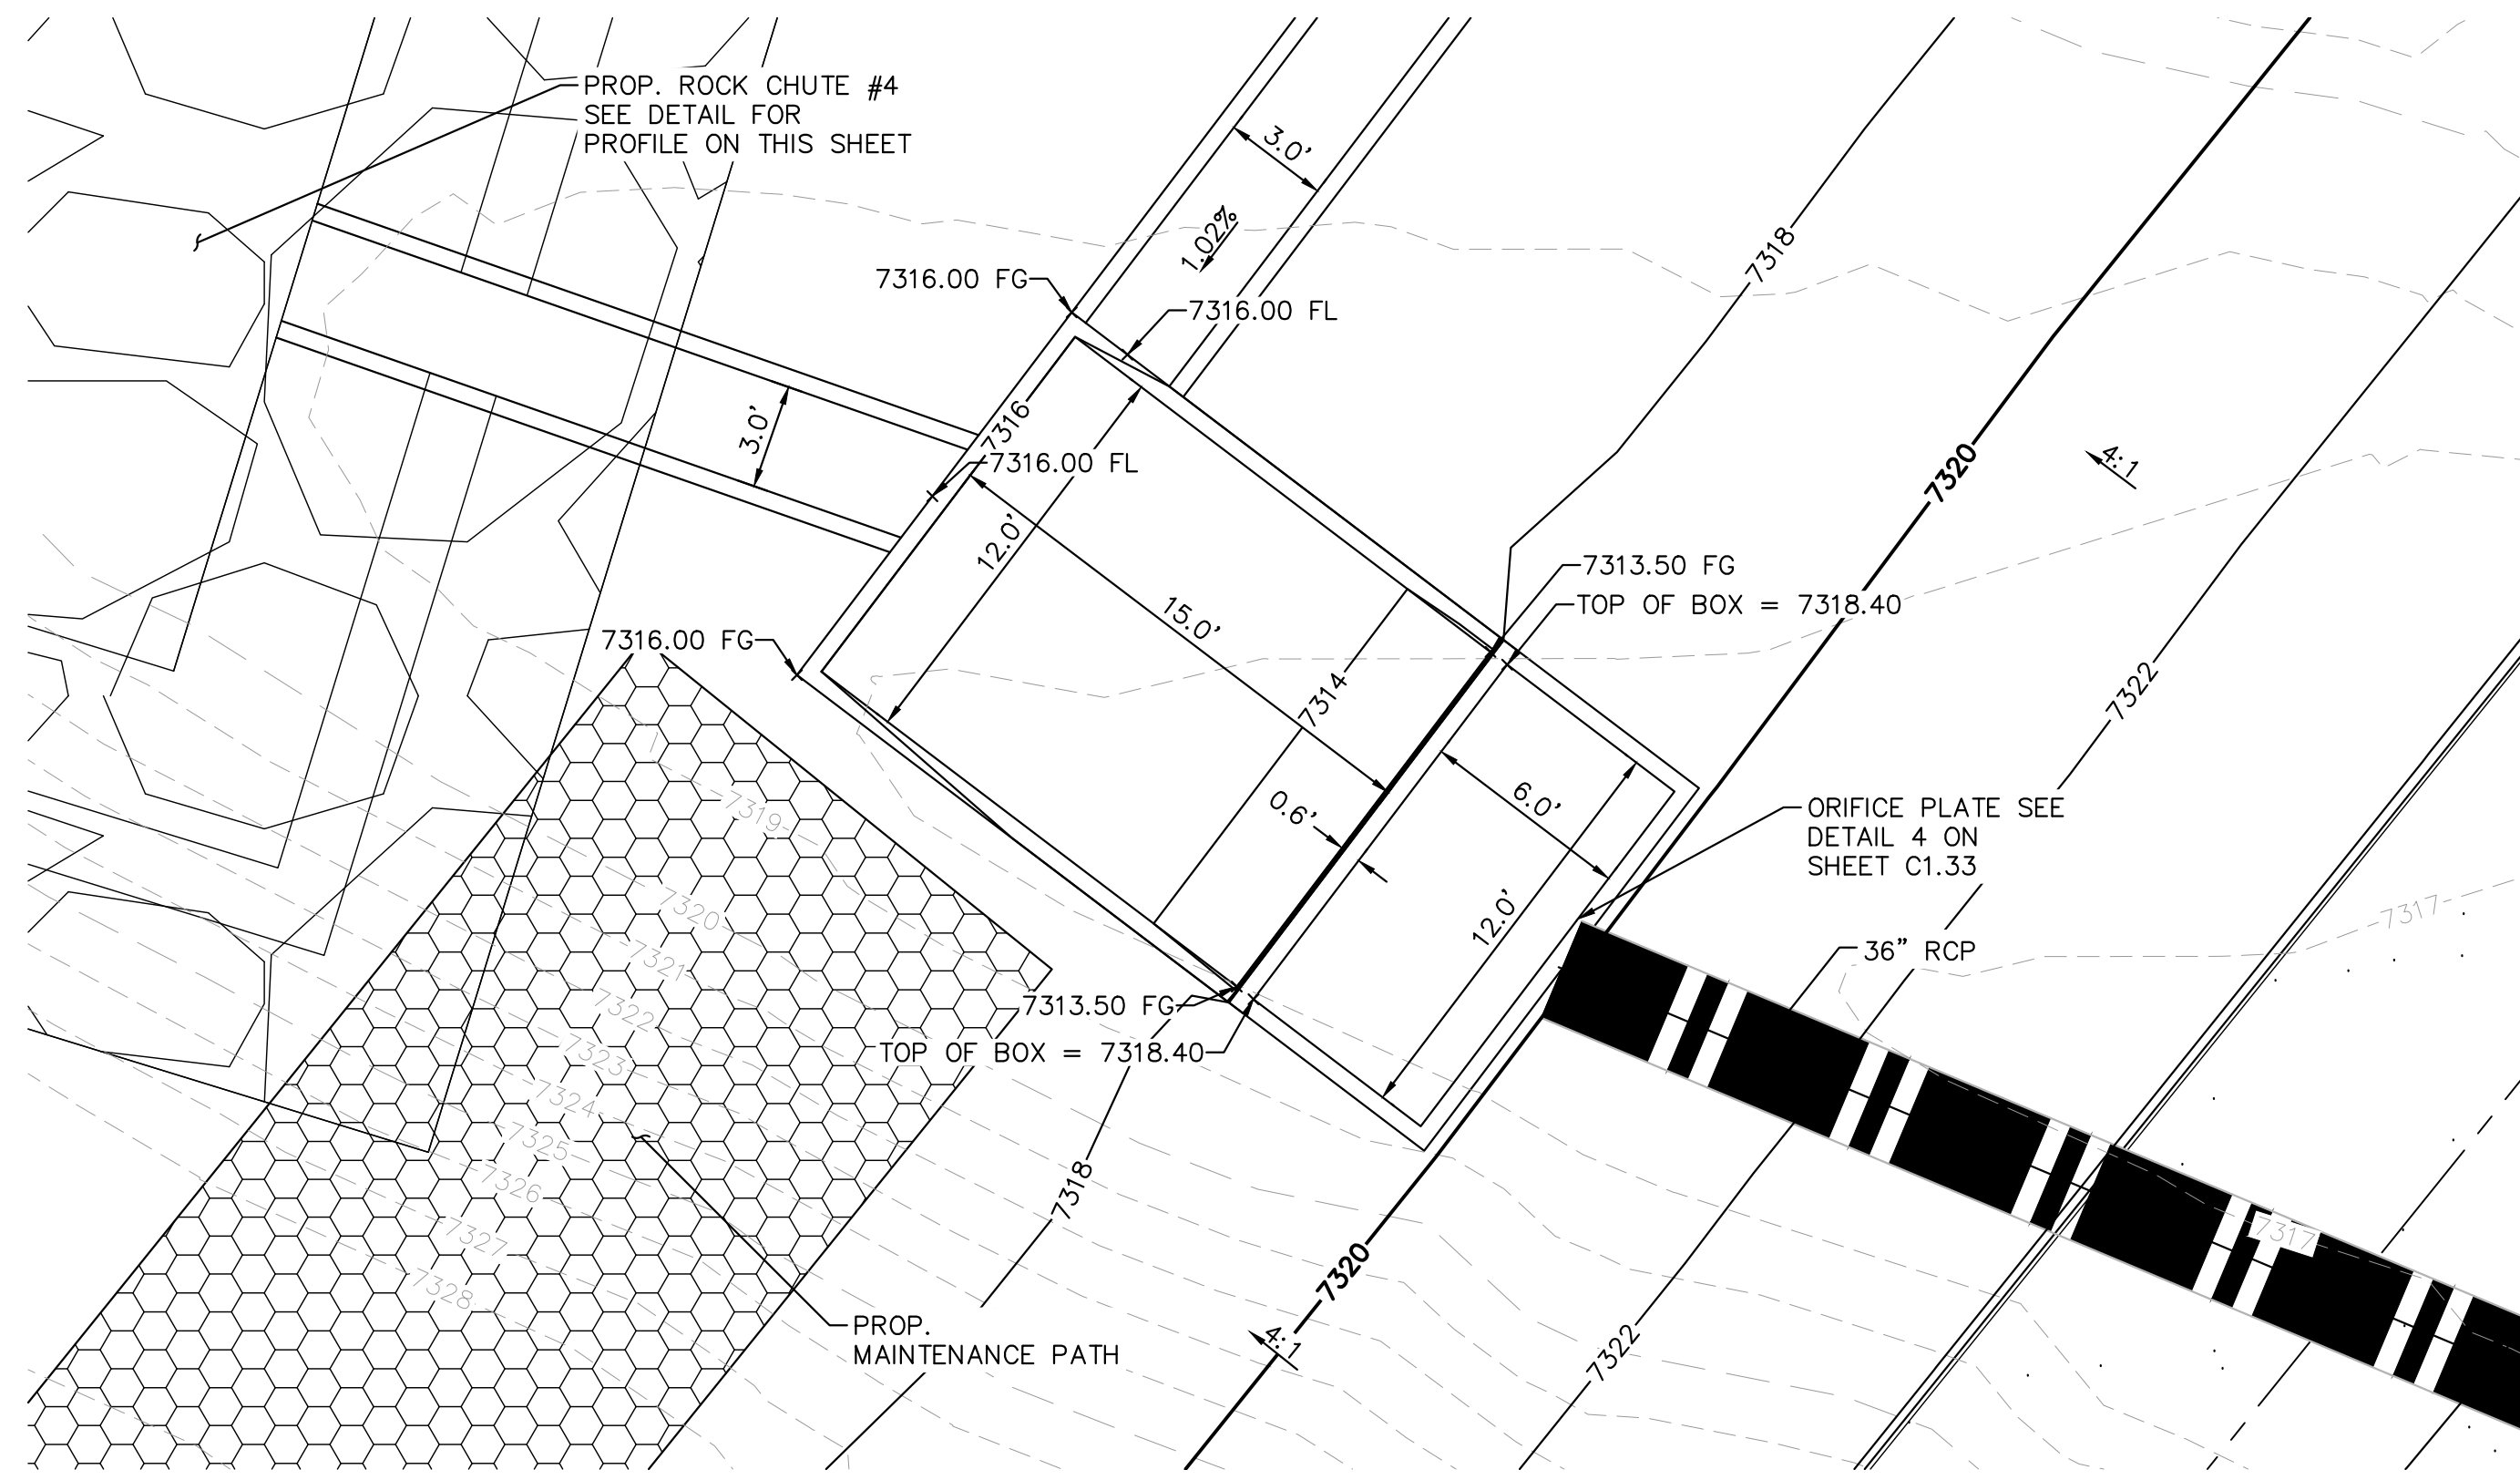 PROP. ROCK CHUTE #4
SEE DETAIL FOR
PROFILE ON THIS SHEET
3.0'
1.02%
7318
7316.00 FG
7316.00 FL
3.0'
7316
7316.00 FL
7320
4:1
12.0'
7313.50 FG
TOP OF BOX = 7318.40
15.0'
7316.00 FG
7314
7322
7319
0.6'
6.0'
ORIFICE PLATE SEE
DETAIL 4 ON
SHEET C1.33
7320
12.0'
7317
36" RCP
7321
7313.50 FG
7322
TOP OF BOX = 7318.40
7323
7324
7325
7318
7326
7317
7327
7320
7328
PROP.
MAINTENANCE PATH
4:1
7322